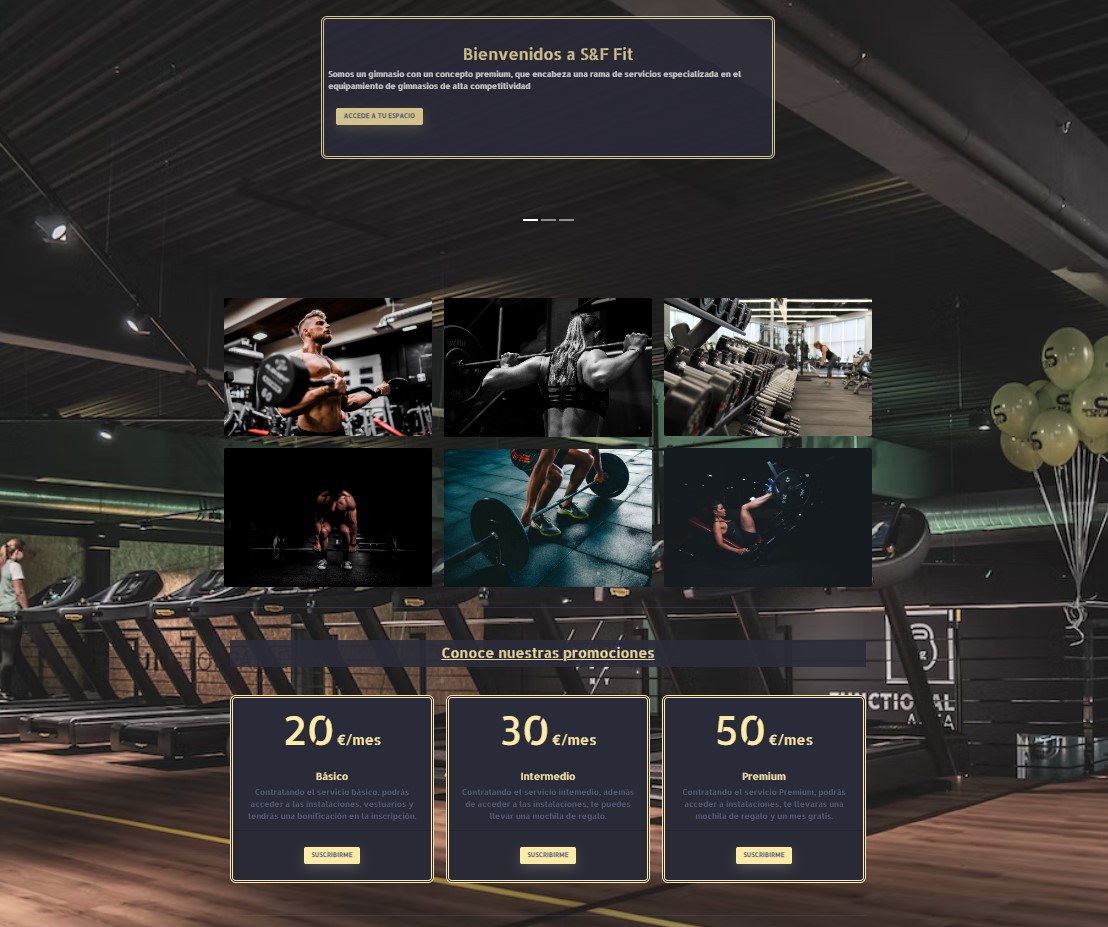 Bienvenidos a S&F Fit
Somos un gimnasio con un concepto premium, que encabeza una rama de servicios especializada en el
equipamiento de gimnasios de alta competitividad
ACCEDE A TU ESPACIO
Conoce nuestras promociones
FUNCTIONAL
20 €/mes
Básico
Contratando el servicio básico, podrás
acceder a las instalaciones, vestuarios y
tendrás una bonificación en la inscripción.
SUSCRIBIRME
30 €/mes
Intermedio
Contratando el servicio intemedio, además
de acceder a las instalaciones, te puedes
llevar una mochila de regalo.
SUSCRIBIRME
50 €/mes
Premium
Contratando el servicio Premium, podrás
acceder a instalaciones, te llevaras una
mochila de regalo y un mes gratis.
SUSCRIBIRME